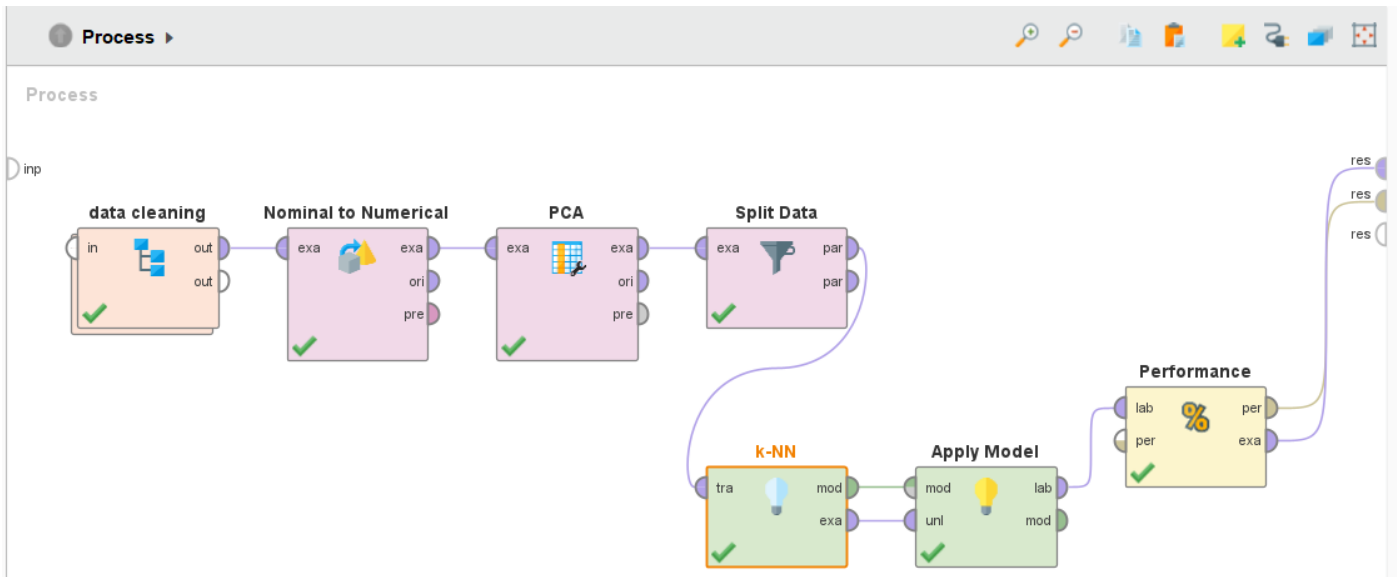 Process
Process
inp
res
res
res
data cleaning
in
out
out
Nominal to Numerical
exa
exa
ori
pre
PCA
exa
exa
ori
pre
Split Data
exa
par
par
k-NN
tra
mod
exa
Apply Model
mod
lab
unl
mod
Performance
%
lab
per
per
exa